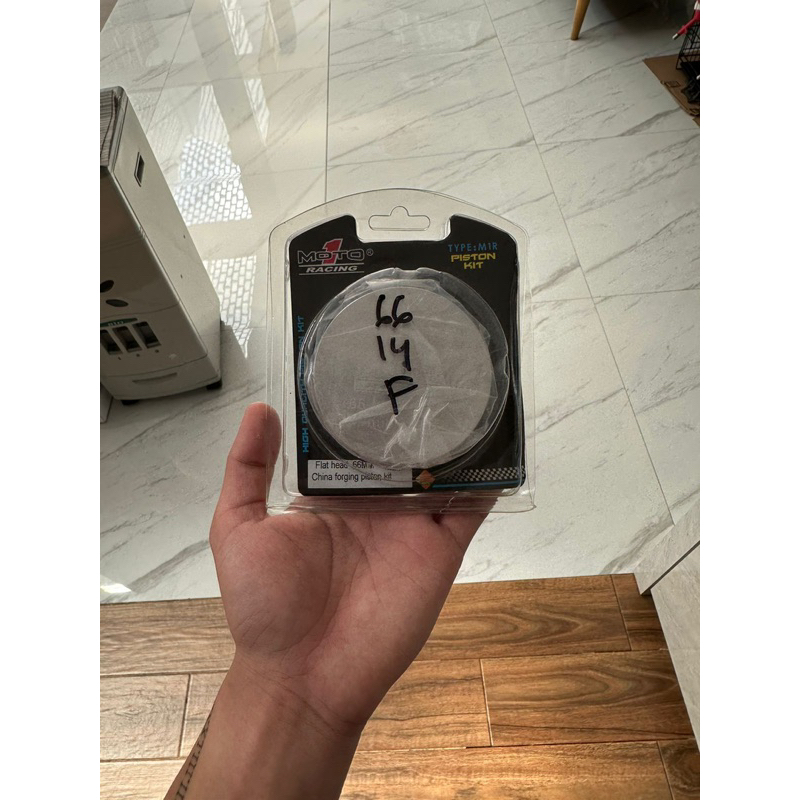 MOTO 1®
RACING
TYPE:M1R
PISTON
KIT
66
14
F
HIGH
KIT
Flat head 66MM
China forging piston kit